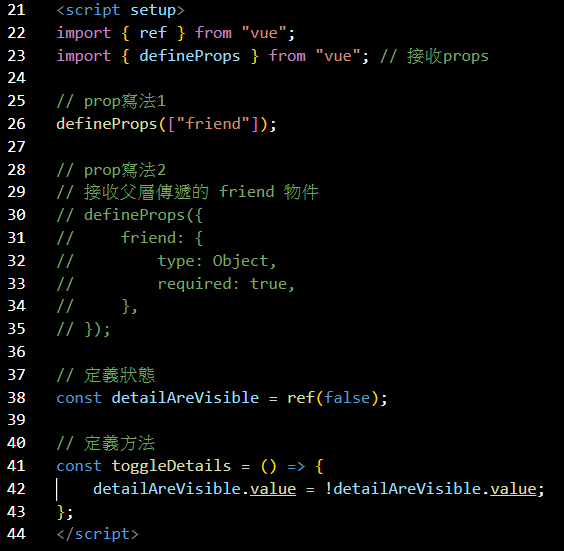 21 <script setup>
22 import { ref } from "vue";
23 import { defineProps } from "vue"; // 接收props
24
25 // prop寫法1
26 defineProps(["friend"]);
27
28 // prop寫法2
29 // 接收父層傳遞的 friend 物件
30 // defineProps({
31 //     friend: {
32 //         type: Object,
33 //         required: true,
34 //     },
35 // });
36
37 // 定義狀態
38 const detailAreVisible = ref(false);
39
40 // 定義方法
41 const toggleDetails = () => {
42     detailAreVisible.value = !detailAreVisible.value;
43 };
44 </script>